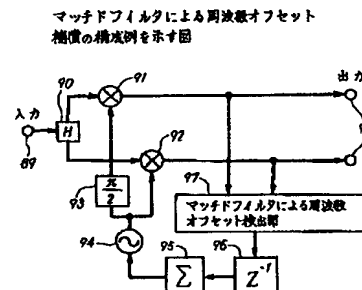 マッチドフィルタによる周波数オフセット
補償の構成例を示す図
90
91
出力
入力
H
89
92
93
π/2
97
マッチドフィルタによる周波数
オフセット検出部
94
95
96
Σ
Z⁻¹